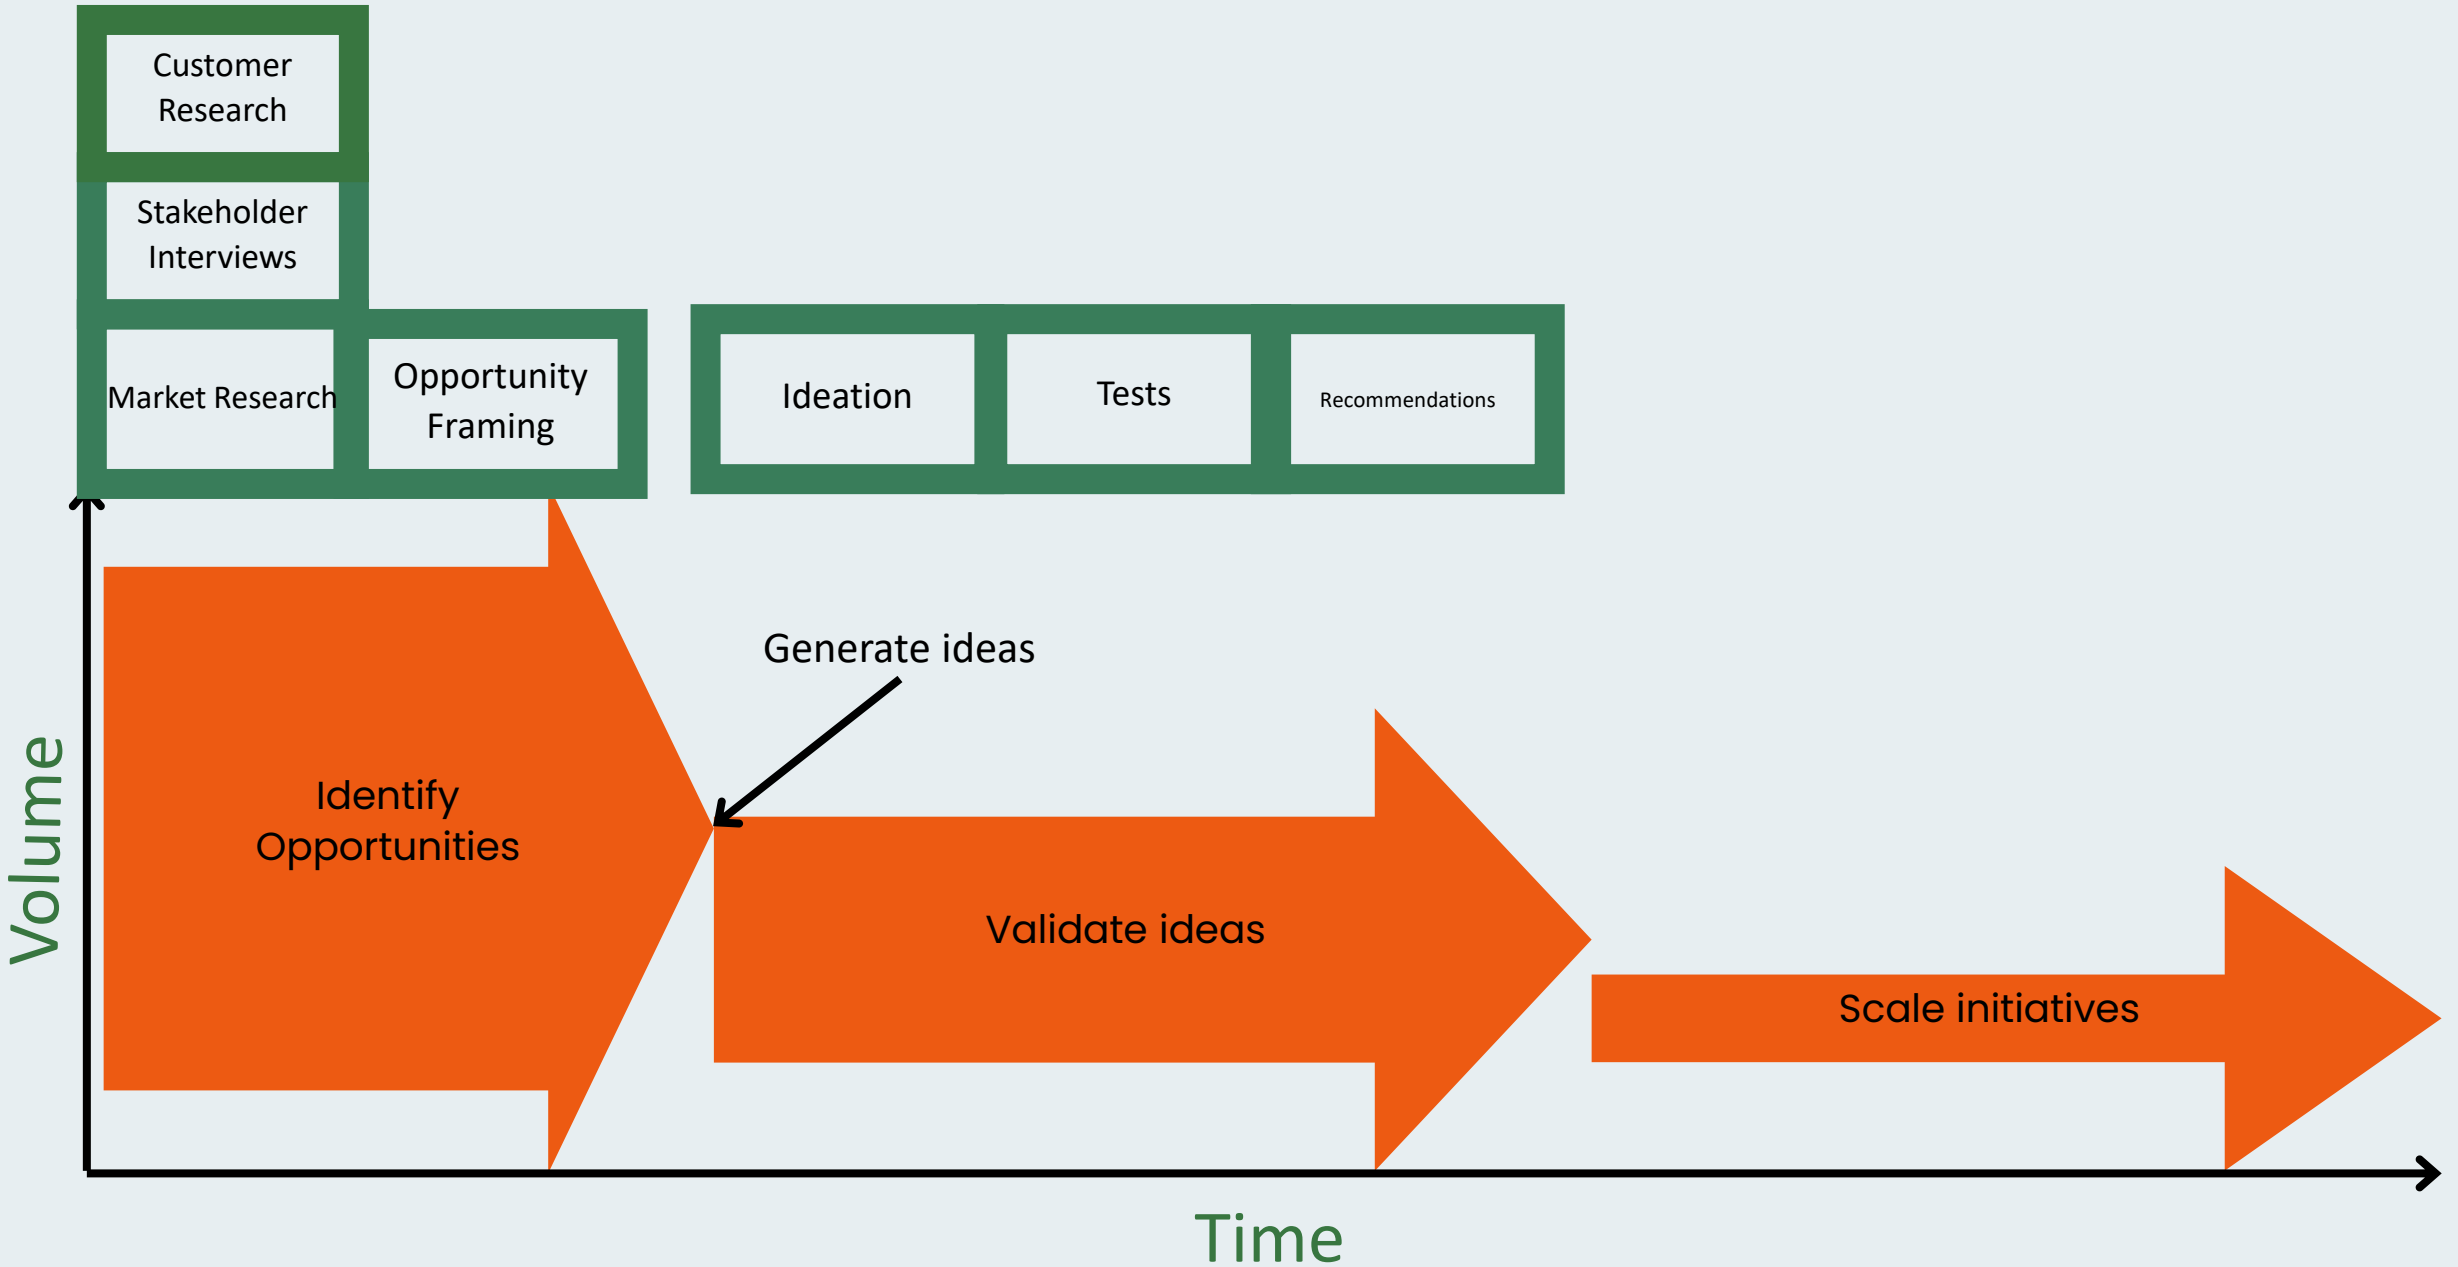 Customer
Research
Stakeholder
Interviews
Market Research
Opportunity
Framing
Ideation
Tests
Recommendations
Generate ideas
Identify
Opportunities
Validate ideas
Scale initiatives
Volume
Time